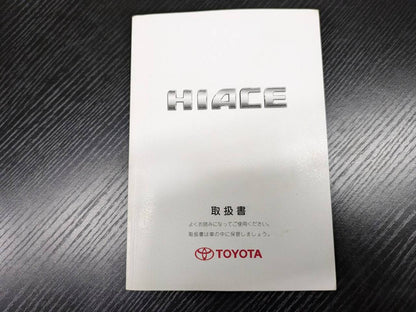 HIACE
取扱書
よくお読みになってご使用ください。
取扱書は車の中に保管しましょう。
TOYOTA